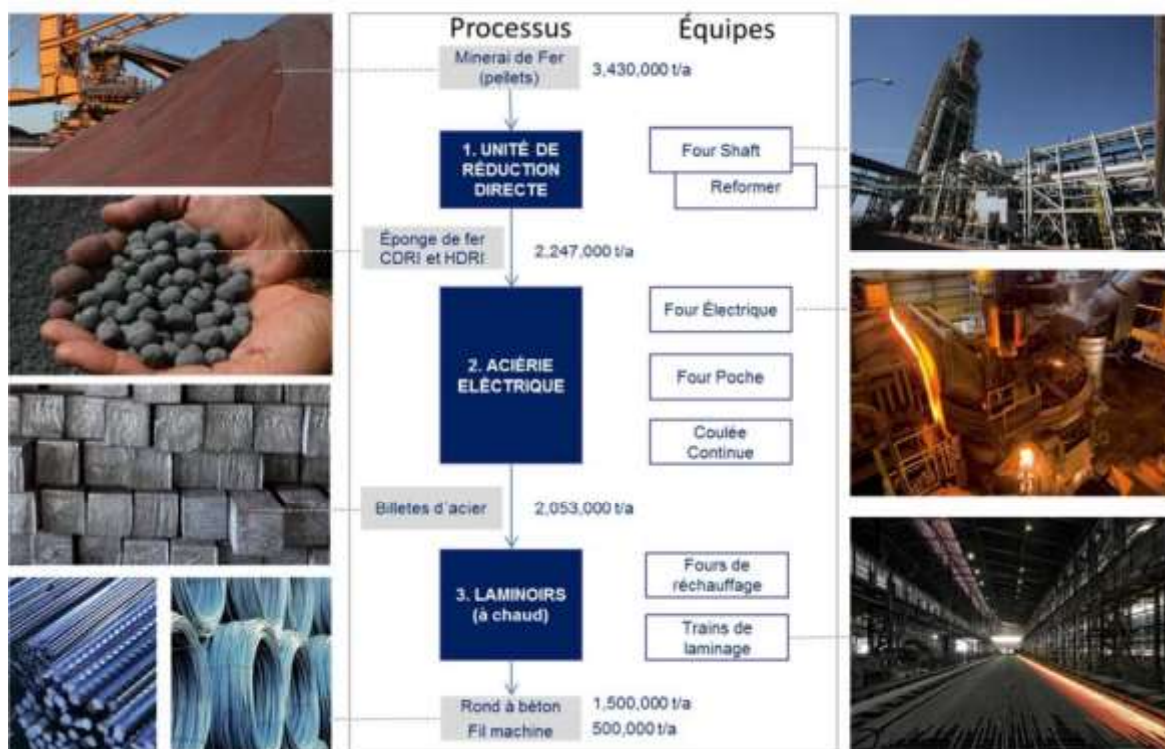 Processus
Équipes
Minerai de Fer
(pellets)
3,430,000 t/a
1. UNITÉ DE
RÉDUCTION
DIRECTE
Four Shaft
Reformer
Éponge de fer
CDRI et HDRI
2,247,000 t/a
2. ACIÉRIE
ELÉCTRIQUE
Four Électrique
Four Poche
Coulée
Continue
Billetes d'acier
2,053,000 t/a
3. LAMINOIRS
(à chaud)
Fours de
réchauffage
Trains de
laminage
Rond à béton
1,500,000 t/a
Fil machine
500,000 t/a